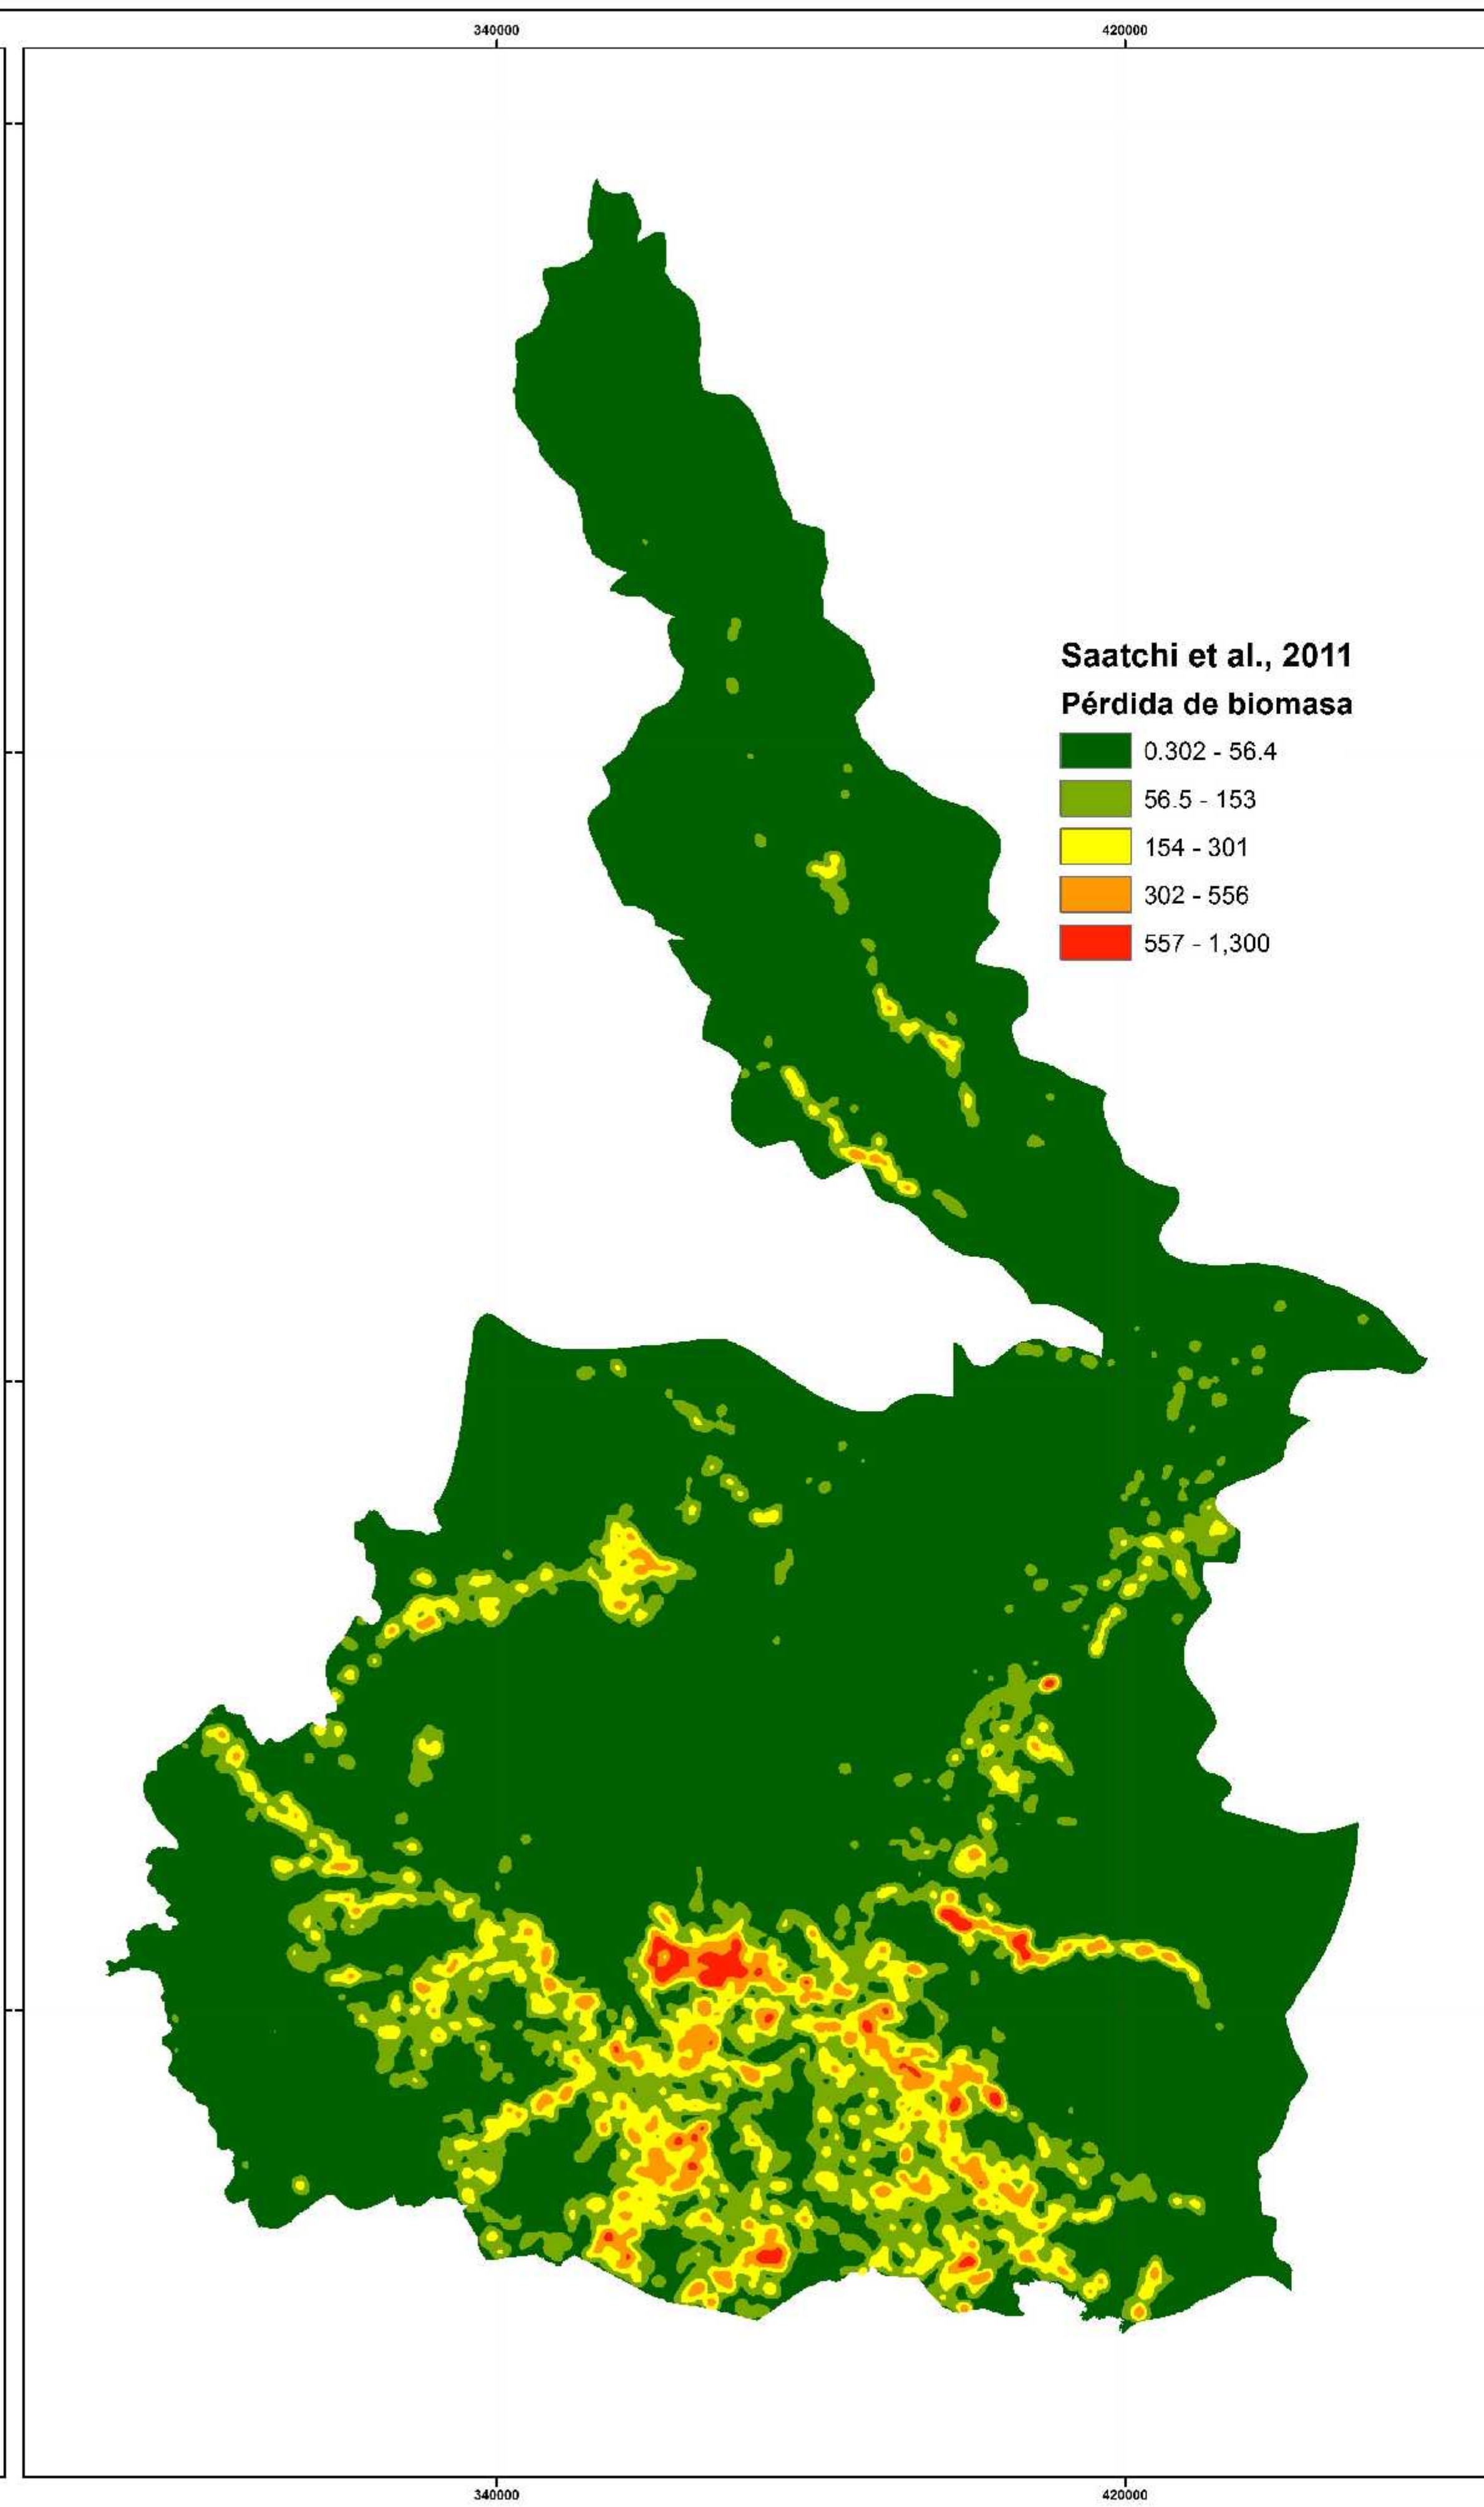 340000 420000
Saatchi et al., 2011
Pérdida de biomasa
0.302 - 56.4
56.5 - 153
154 - 301
302 - 556
557 - 1,300
340000 420000